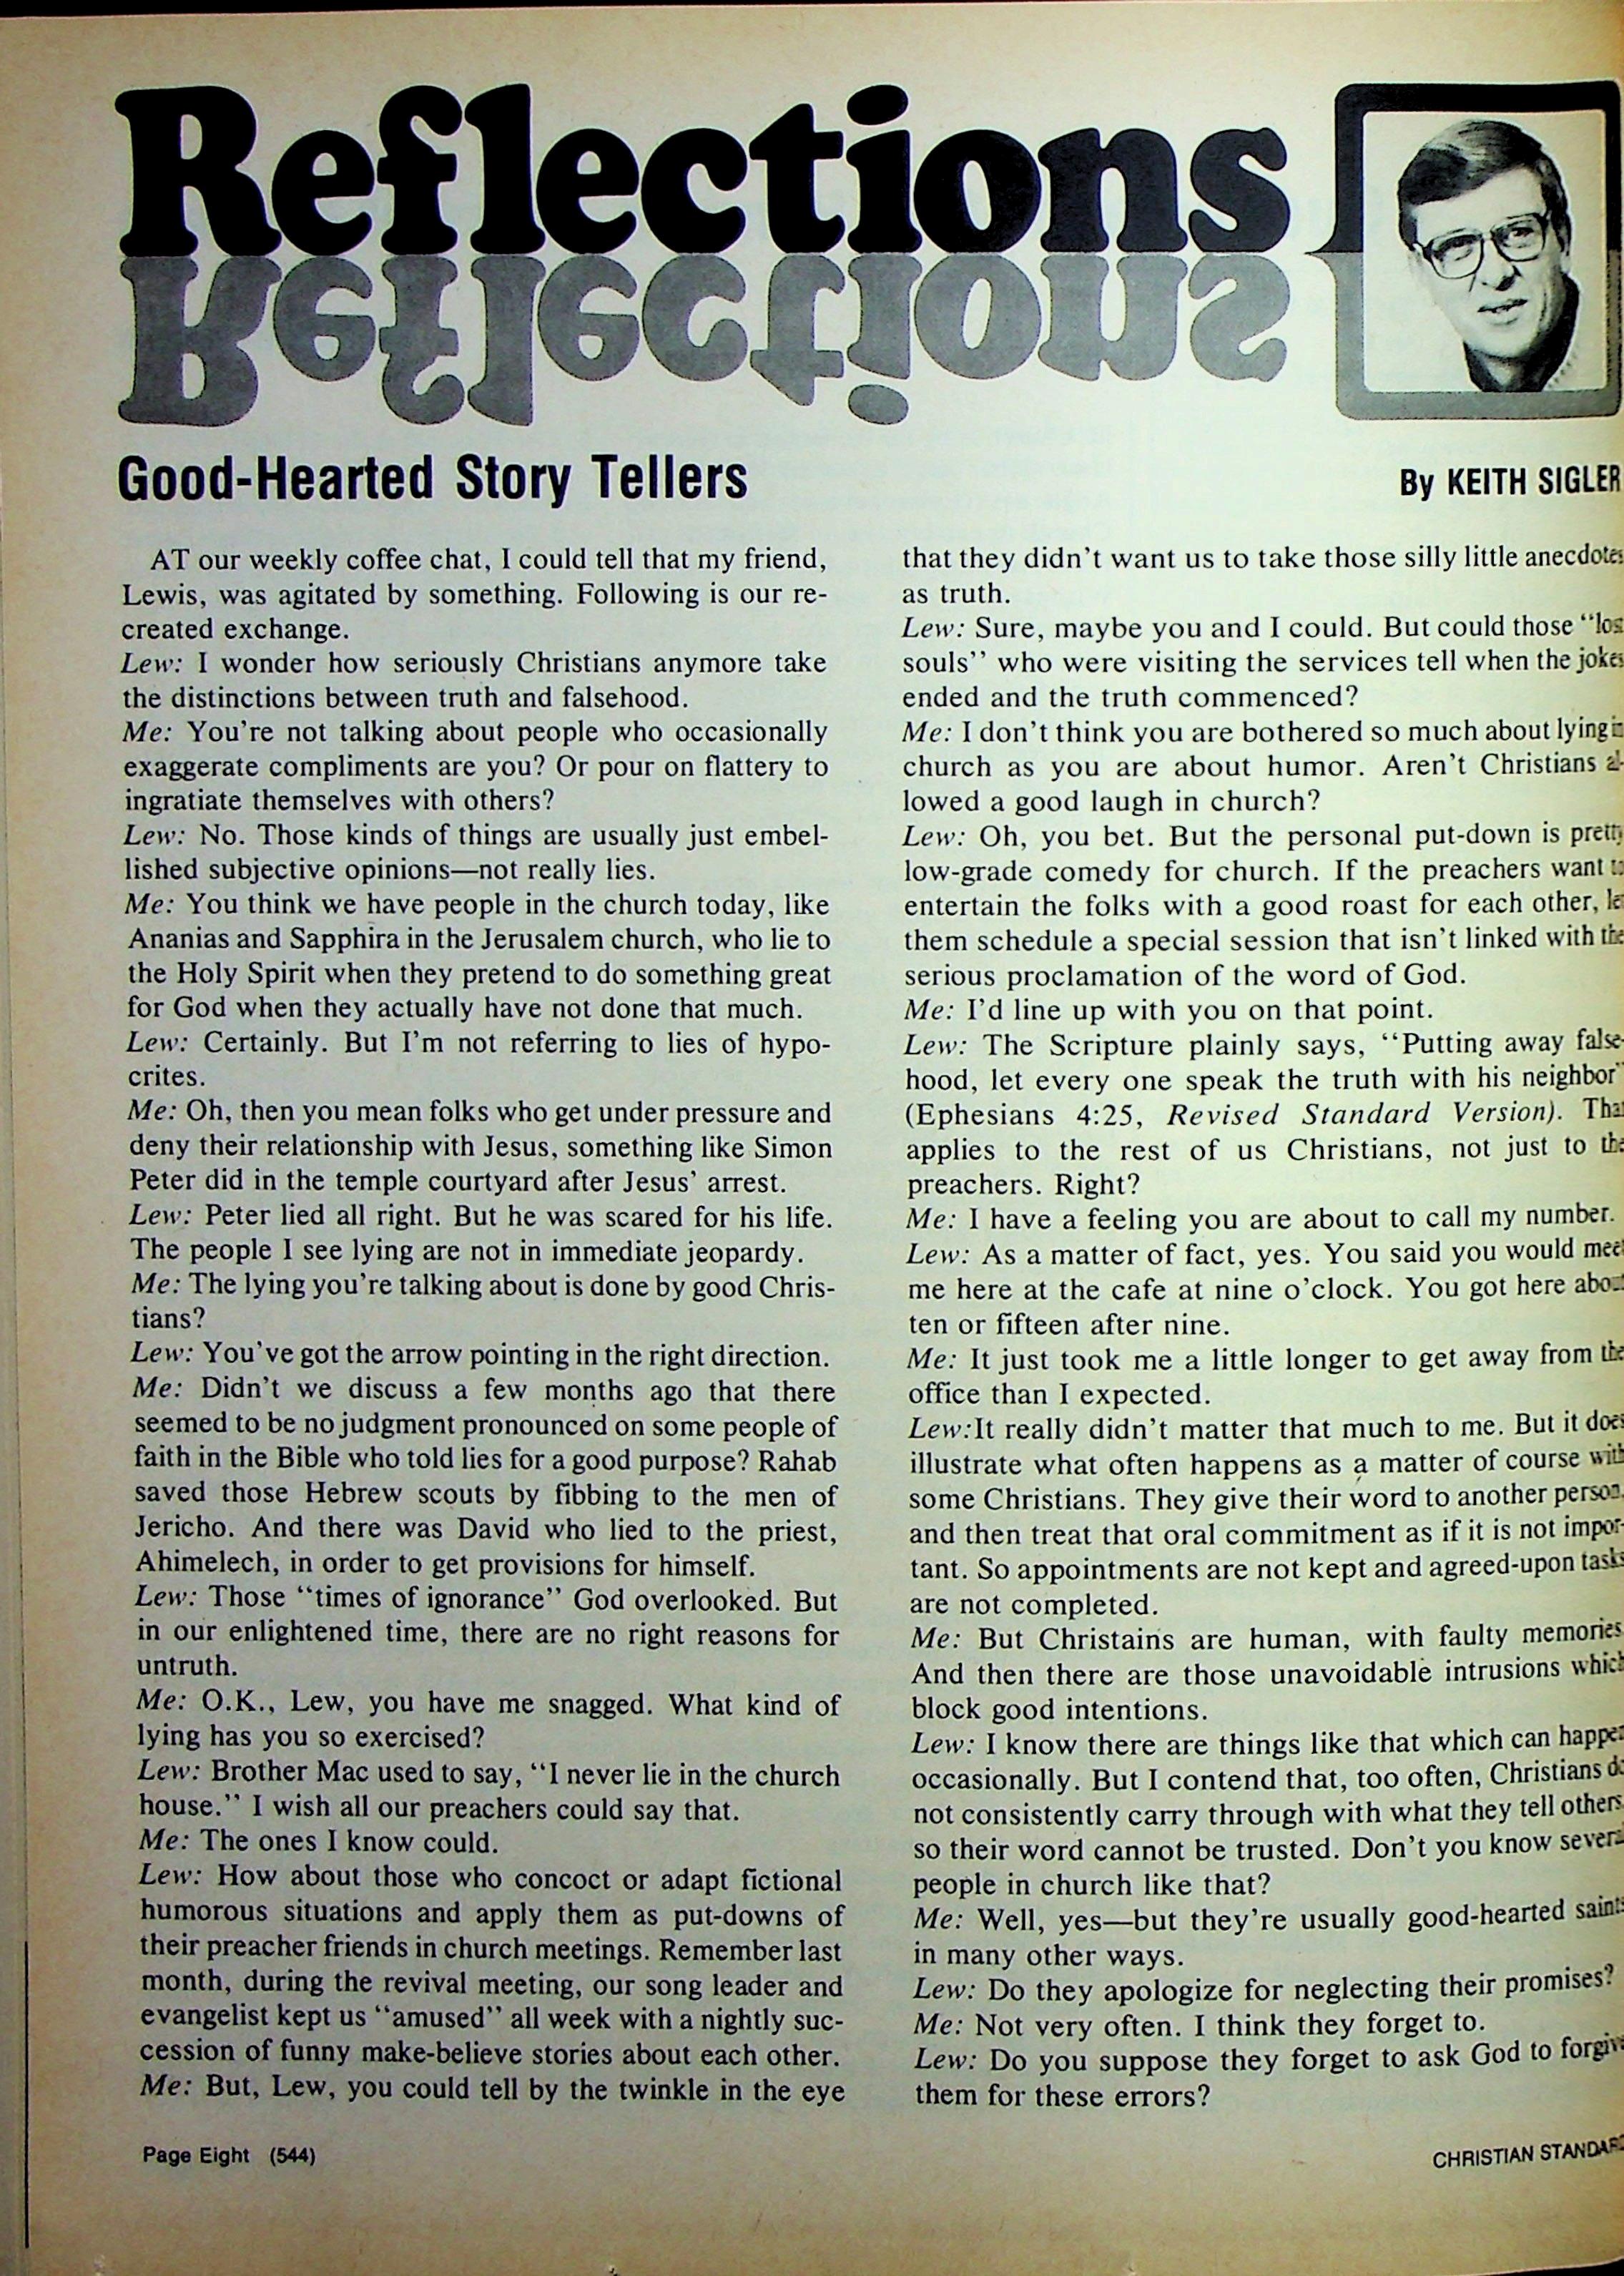 Reflections
Good-Hearted Story Tellers
By KEITH SIGLER
AT our weekly coffee chat, I could tell that my friend,
Lewis, was agitated by something. Following is our re-
created exchange.
Lew: I wonder how seriously Christians anymore take
the distinctions between truth and falsehood.
Me: You're not talking about people who occasionally
exaggerate compliments are you? Or pour on flattery to
ingratiate themselves with others?
Lew: No. Those kinds of things are usually just embel-
lished subjective opinions—not really lies.
Me: You think we have people in the church today, like
Ananias and Sapphira in the Jerusalem church, who lie to
the Holy Spirit when they pretend to do something great
for God when they actually have not done that much.
Lew: Certainly. But I'm not referring to lies of hypo-
crites.
Me: Oh, then you mean folks who get under pressure and
deny their relationship with Jesus, something like Simon
Peter did in the temple courtyard after Jesus' arrest.
Lew: Peter lied all right. But he was scared for his life.
The people I see lying are not in immediate jeopardy.
Me: The lying you're talking about is done by good Chris-
tians?
Lew: You've got the arrow pointing in the right direction.
Me: Didn't we discuss a few months ago that there
seemed to be no judgment pronounced on some people of
faith in the Bible who told lies for a good purpose? Rahab
saved those Hebrew scouts by fibbing to the men of
Jericho. And there was David who lied to the priest,
Ahimelech, in order to get provisions for himself.
Lew: Those "times of ignorance" God overlooked. But
in our enlightened time, there are no right reasons for
untruth.
Me: O.K., Lew, you have me snagged. What kind of
lying has you so exercised?
Lew: Brother Mac used to say, "I never lie in the church
house." I wish all our preachers could say that.
Me: The ones I know could.
Lew: How about those who concoct or adapt fictional
humorous situations and apply them as put-downs of
their preacher friends in church meetings. Remember last
month, during the revival meeting, our song leader and
evangelist kept us "amused" all week with a nightly suc-
cession of funny make-believe stories about each other.
Me: But, Lew, you could tell by the twinkle in the eye
that they didn't want us to take those silly little anecdotes
as truth.
Lew: Sure, maybe you and I could. But could those "los
souls" who were visiting the services tell when the jokes
ended and the truth commenced?
Me: I don't think you are bothered so much about lying
church as you are about humor. Aren't Christians al-
lowed a good laugh in church?
Lew: Oh, you bet. But the personal put-down is pretty
low-grade comedy for church. If the preachers want
entertain the folks with a good roast for each other, le
them schedule a special session that isn't linked with the
serious proclamation of the word of God.
Me: I'd line up with you on that point.
Lew: The Scripture plainly says, "Putting away false-
hood, let every one speak the truth with his neighbor"
(Ephesians 4:25, Revised Standard Version). That
applies to the rest of us Christians, not just to the
preachers. Right?
Me: I have a feeling you are about to call my number.
Lew: As a matter of fact, yes. You said you would meet
me here at the cafe at nine o'clock. You got here about
ten or fifteen after nine.
Me: It just took me a little longer to get away from the
office than I expected.
Lew:It really didn't matter that much to me. But it does
illustrate what often happens as a matter of course with
some Christians. They give their word to another person,
and then treat that oral commitment as if it is not impor-
tant. So appointments are not kept and agreed-upon tasks
are not completed.
Me: But Christains are human, with faulty memories
And then there are those unavoidable intrusions which
block good intentions.
Lew: I know there are things like that which can happen
occasionally. But I contend that, too often, Christians do
not consistently carry through with what they tell others
so their word cannot be trusted. Don't you know several
people in church like that?
Me: Well, yes—but they're usually good-hearted saints
in many other ways.
Lew: Do they apologize for neglecting their promises?
Me: Not very often. I think they forget to.
Lew: Do you suppose they forget to ask God to forgive
them for these errors?
Page Eight (544)
CHRISTIAN STANDAR